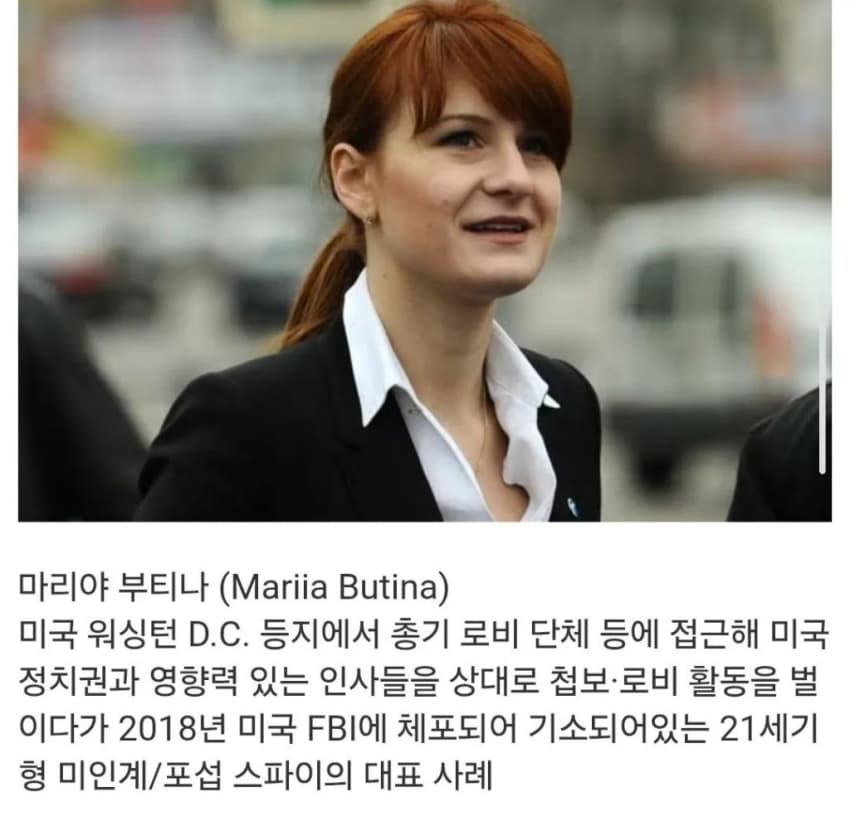 마리야 부티나 (Mariia Butina)
미국 워싱턴 D.C. 등지에서 총기 로비 단체 등에 접근해 미국
정치권과 영향력 있는 인사들을 상대로 첩보·로비 활동을 벌
이다가 2018년 미국 FBI에 체포되어 기소되어있는 21세기
형 미인계/포섭 스파이의 대표 사례